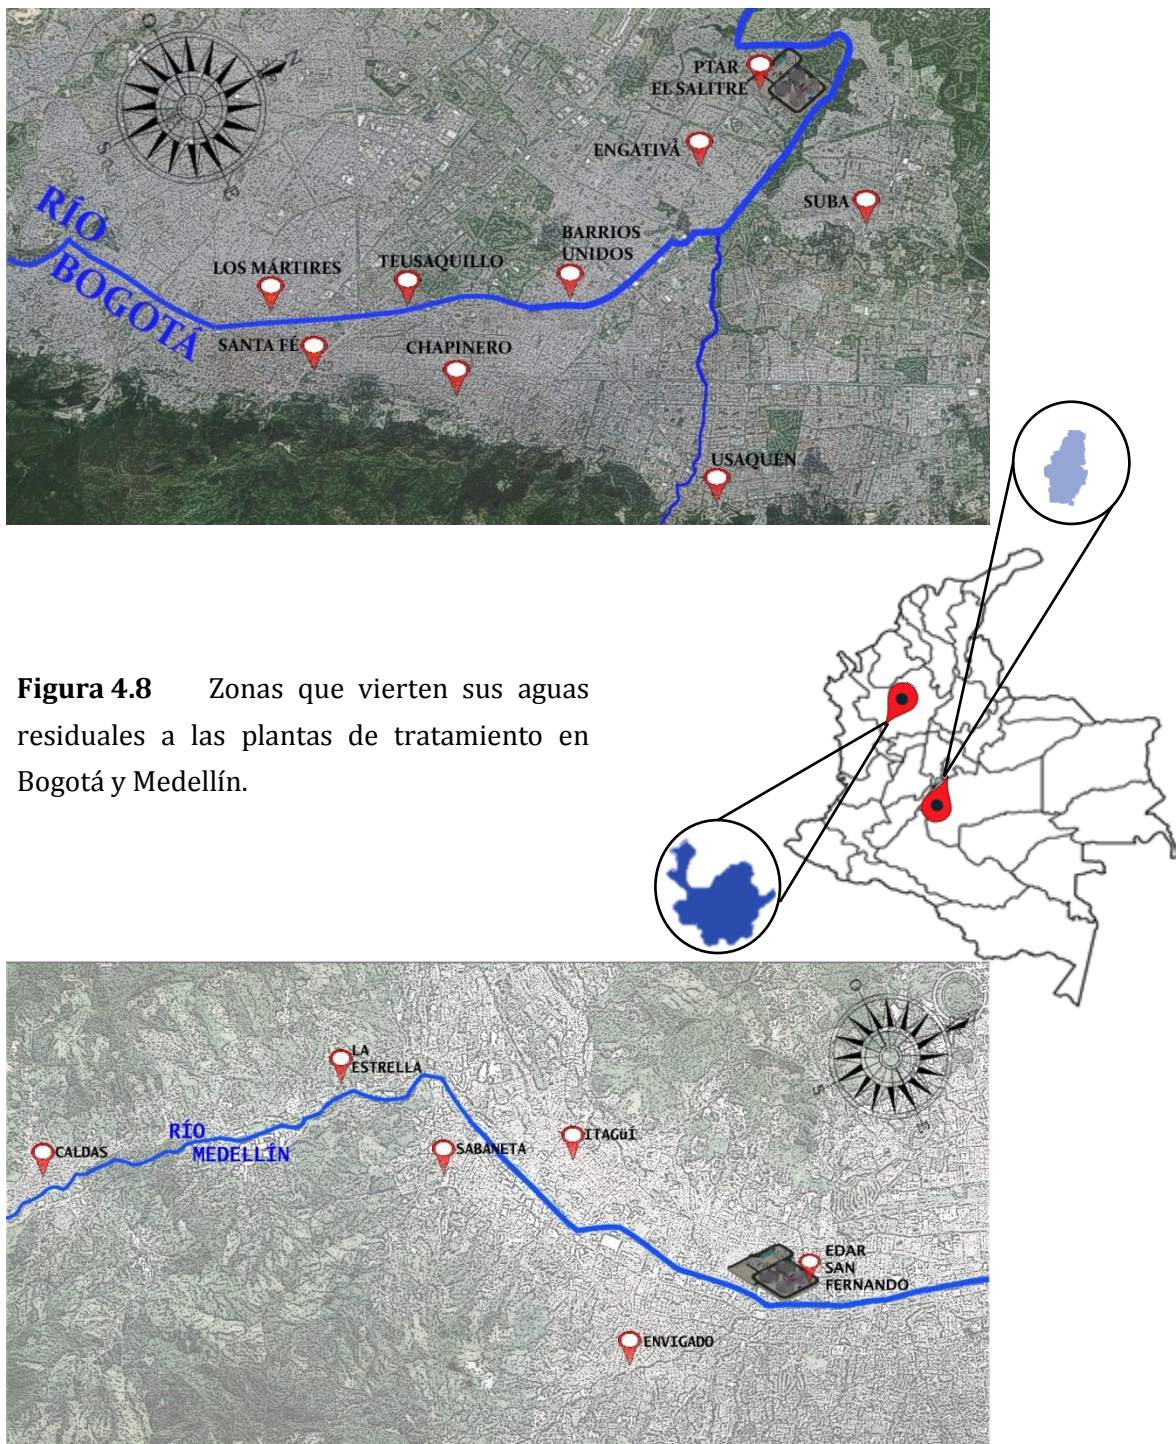 O
N
S
E
PTAR
EL SALITRE
ENGATIVÁ
SUBA
BARRIOS
UNIDOS
TEUSAQUILLO
LOS MÁRTIRES
RÍO
BOGOTÁ
SANTA FÉ
CHAPINERO
USAQUÉN
Figura 4.8 Zonas que vierten sus aguas
residuales a las plantas de tratamiento en
Bogotá y Medellín.
O
S
E
LA
ESTRELLA
RÍO
MEDELLÍN
CALDAS
SABANETA
ITAGüÍ
EDAR
SAN
FERNANDO
ENVIGADO